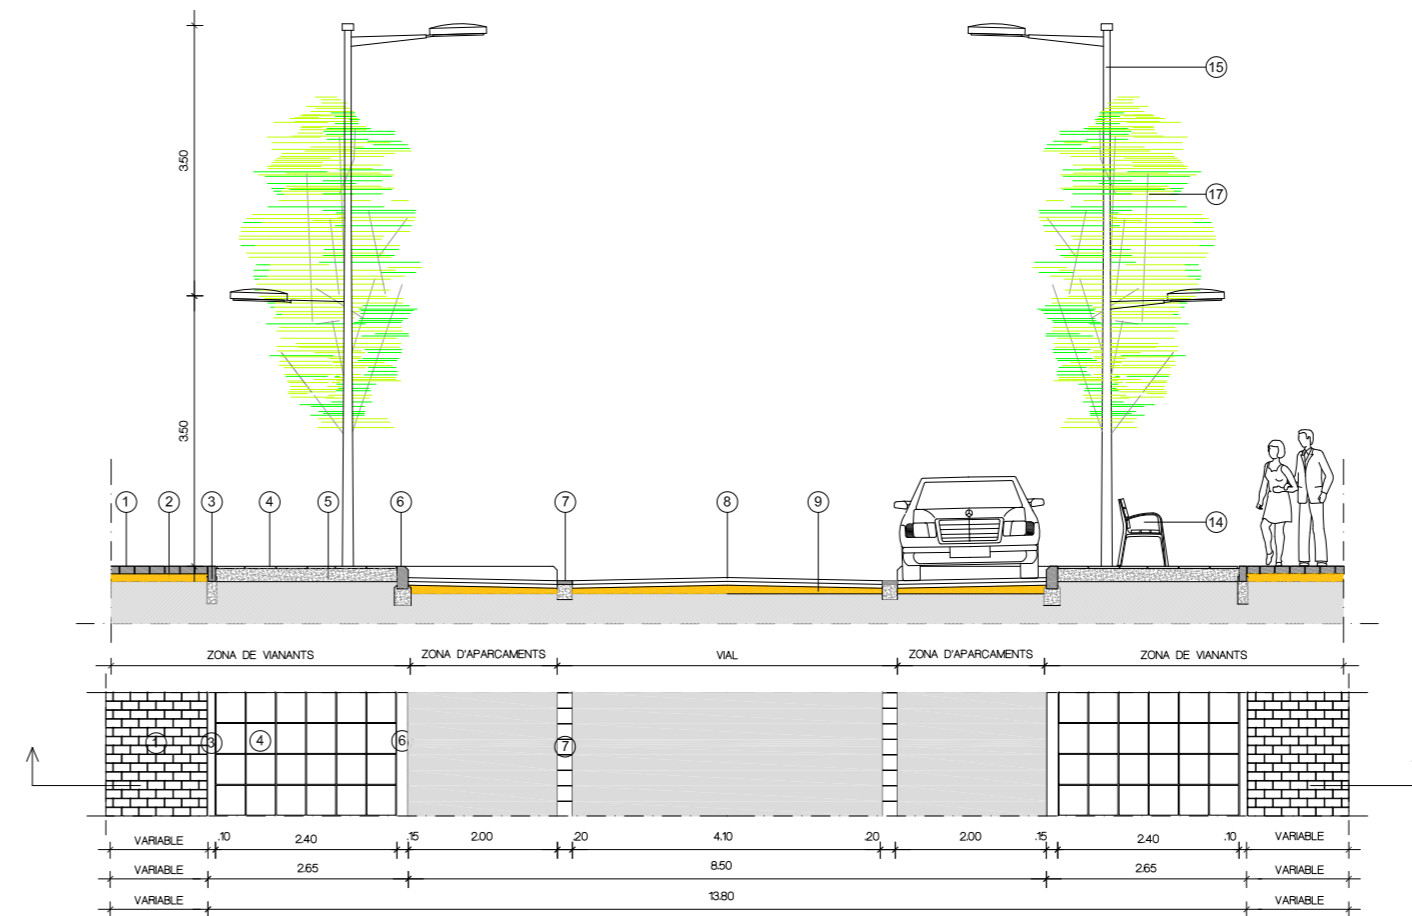 15
17
3.50
3.50
1 2 3 4 5 6 7 8 9
14
ZONA DE VIANANTS ZONA D'APARCAMENTS VIAL ZONA D'APARCAMENTS ZONA DE VIANANTS
1 3 4 6 7
VARIABLE .10 2.40 .15 2.00 .20 4.10 .20 2.00 .15 2.40 .10 VARIABLE
VARIABLE 2.65 8.50 2.65 VARIABLE
VARIABLE 13.80 VARIABLE